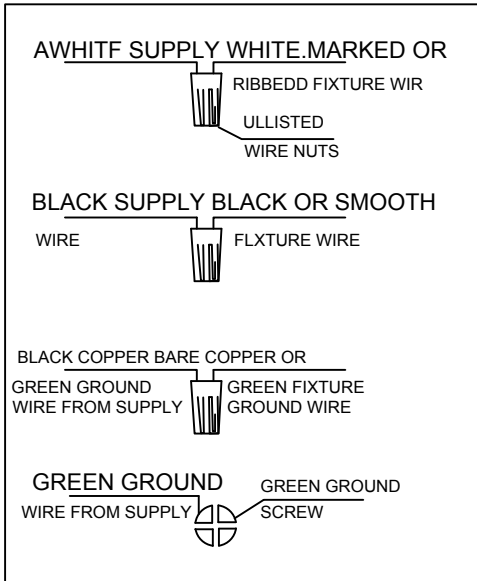 AWHITF SUPPLY WHITE.MARKED OR
RIBBEDD FIXTURE WIR
ULLISTED
WIRE NUTS
BLACK SUPPLY BLACK OR SMOOTH
WIRE
FLXTURE WIRE
BLACK COPPER BARE COPPER OR
GREEN GROUND
WIRE FROM SUPPLY
GREEN FIXTURE
GROUND WIRE
GREEN GROUND
WIRE FROM SUPPLY
GREEN GROUND
SCREW